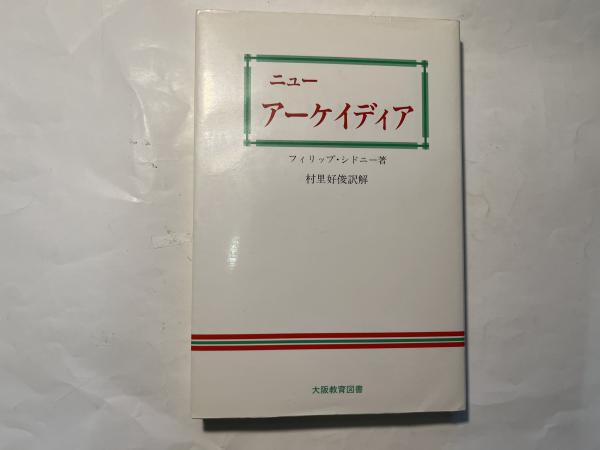 ニュー
アーケイディア
フィリップ・シドニー著
村里好俊訳解
大阪教育図書